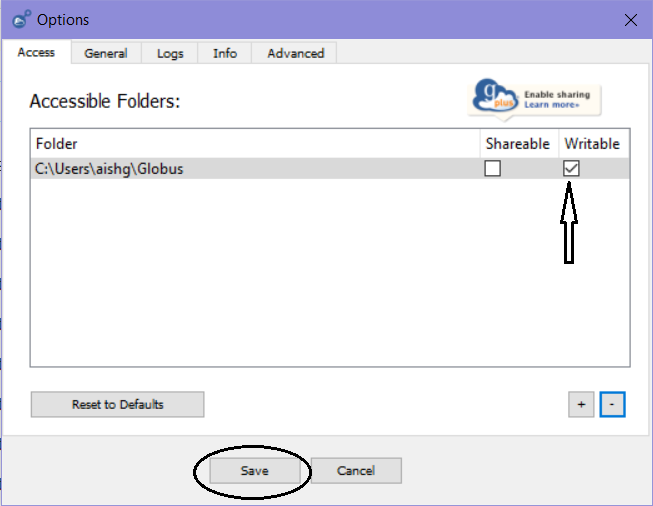 Options
Access General Logs Info Advanced
Accessible Folders:
g
plus
Enable sharing
Learn more»
Folder Shareable Writable
C:\Users\aishg\Globus
Reset to Defaults + -
Save Cancel